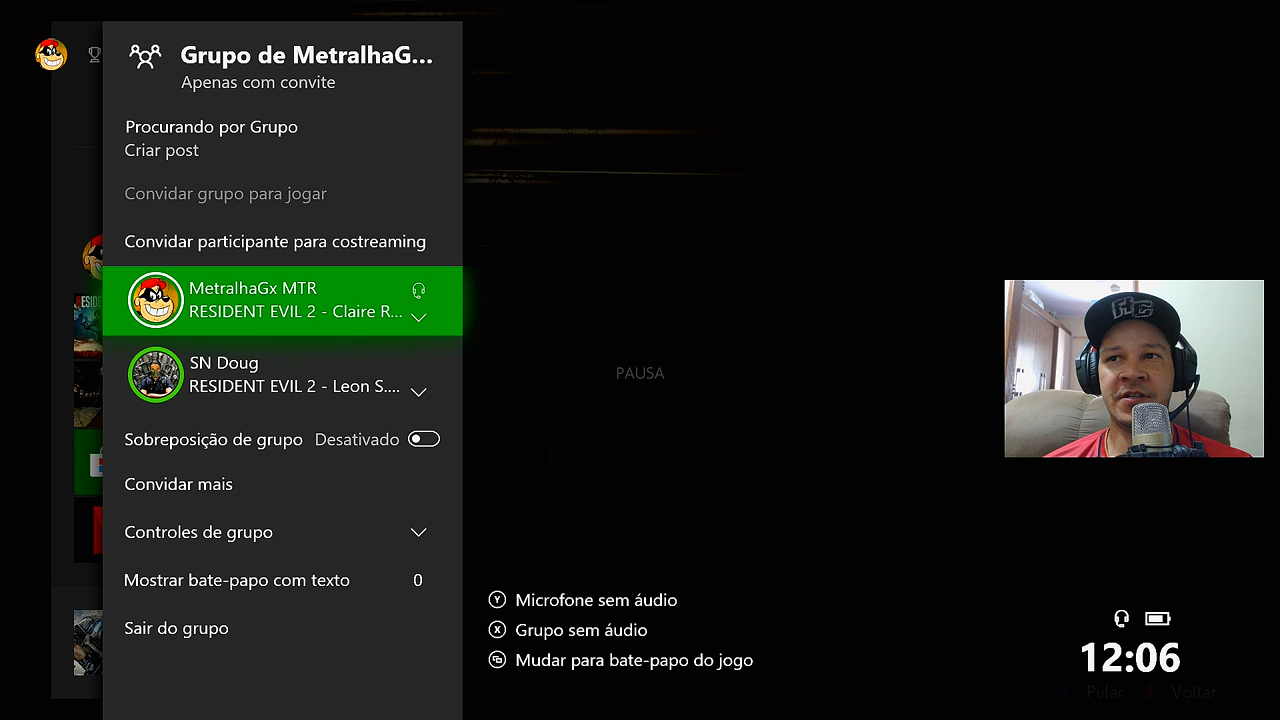 Grupo de MetralhaG...
Apenas com convite
Procurando por Grupo
Criar post
Convidar grupo para jogar
Convidar participante para costreaming
MetralhaGx MTR
RESIDENT EVIL 2 - Claire R...
SN Doug
RESIDENT EVIL 2 - Leon S....
Sobreposição de grupo Desativado
Convidar mais
Controles de grupo
Mostrar bate-papo com texto 0
Sair do grupo
PAUSA
Y Microfone sem áudio
X Grupo sem áudio
Mudar para bate-papo do jogo
12:06
Pular Voltar